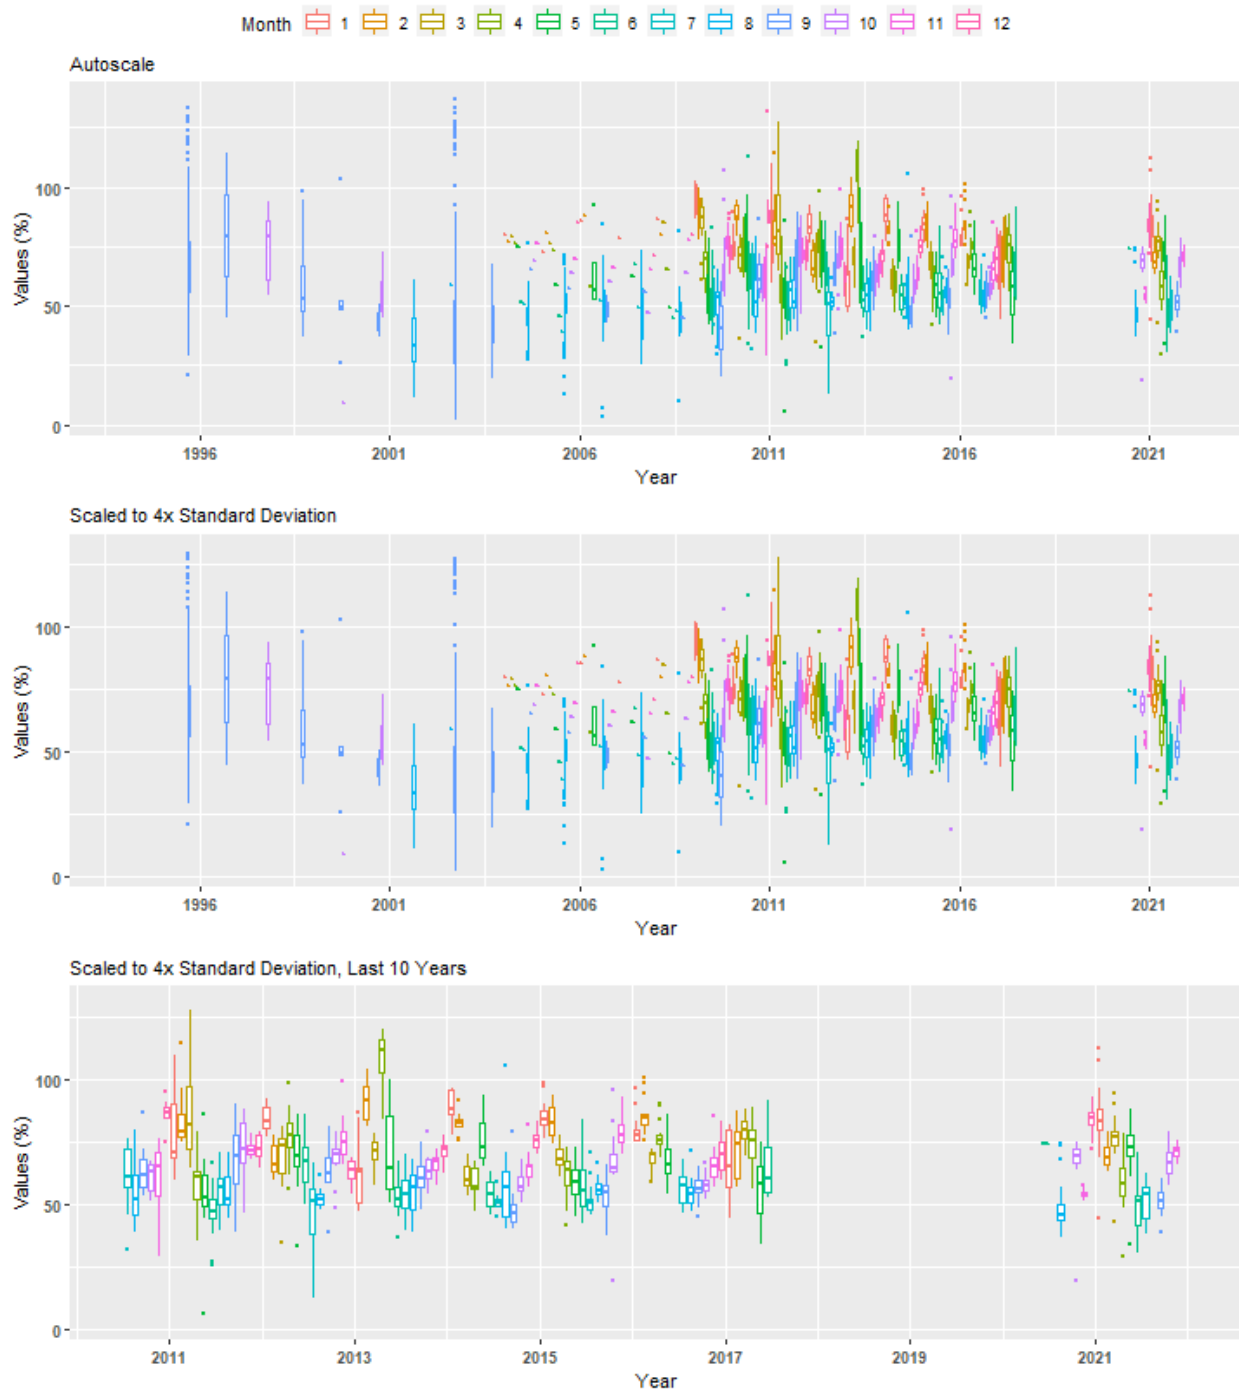 Month 1 2 3 4 5 6 7 8 9 10 11 12
Autoscale
Values (%)
100
50
0
1996 2001 2006 2011 2016 2021
Year
Scaled to 4x Standard Deviation
Values (%)
100
50
0
1996 2001 2006 2011 2016 2021
Year
Scaled to 4x Standard Deviation, Last 10 Years
Values (%)
100
50
0
2011 2013 2015 2017 2019 2021
Year